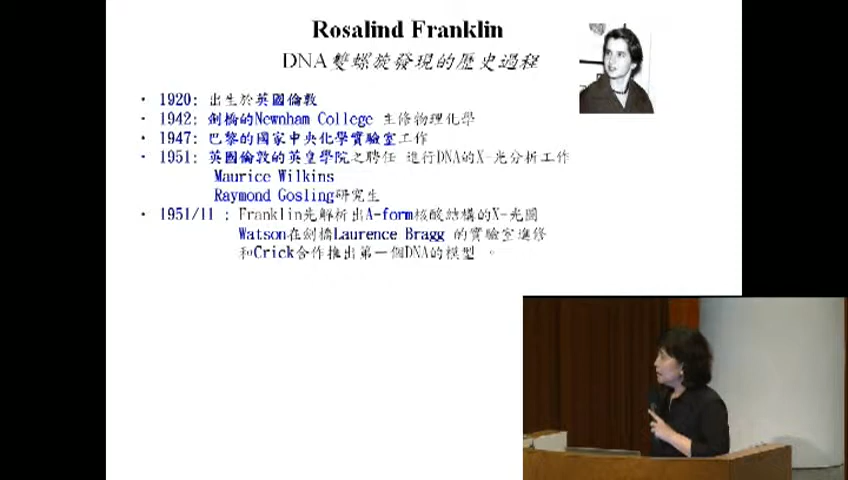 Rosalind Franklin
DNA雙螺旋發現的歷史過程
· 1920: 出生於英國倫敦
· 1942: 劍橋的Newnham College 主修物理化學
· 1947: 巴黎的國家中央化學實驗室工作
· 1951: 英國倫敦的英皇學院之聘任 進行DNA的X-光分析工作
Maurice Wilkins
Raymond Gosling研究生
· 1951/11 : Franklin先解析出A-form核酸結構的X-光圖
Watson在劍橋Laurence Bragg 的實驗室進修
和Crick合作推出第一個DNA的模型 。